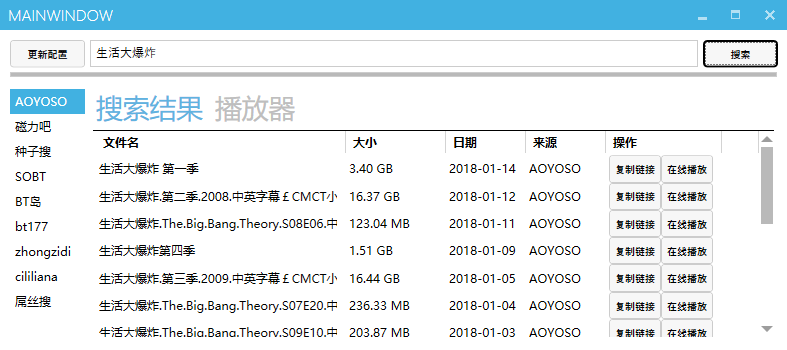 MAINWINDOW
更新配置 生活大爆炸 搜索
AOYOSO
磁力吧
种子搜
SOBT
BT岛
bt177
zhongzidi
cililiana
屌丝搜
搜索结果 播放器
文件名 大小 日期 来源 操作
生活大爆炸 第一季 3.40 GB 2018-01-14 AOYOSO 复制链接 在线播放
生活大爆炸.第二季.2008.中英字幕￡CMCT小 16.37 GB 2018-01-12 AOYOSO 复制链接 在线播放
生活大爆炸.The.Big.Bang.Theory.S08E06.中 123.04 MB 2018-01-11 AOYOSO 复制链接 在线播放
生活大爆炸第四季 1.51 GB 2018-01-09 AOYOSO 复制链接 在线播放
生活大爆炸.第三季.2009.中英字幕￡CMCT小 16.44 GB 2018-01-05 AOYOSO 复制链接 在线播放
生活大爆炸.The.Big.Bang.Theory.S07E20.中 236.33 MB 2018-01-04 AOYOSO 复制链接 在线播放
生活大爆炸.The.Big.Bang.Theory.S09E10.中 203.87 MB 2018-01-03 AOYOSO 复制链接 在线播放